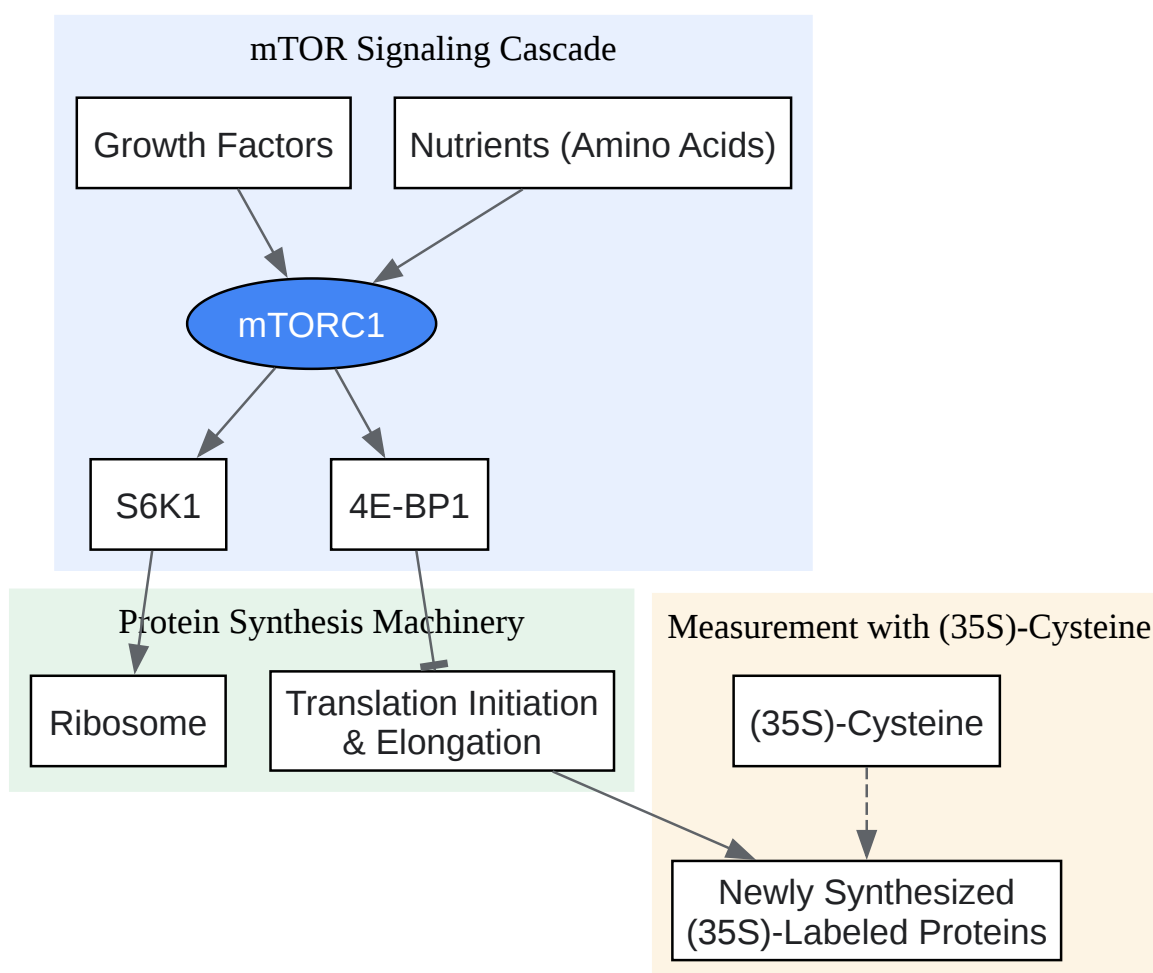 mTOR Signaling Cascade
Growth Factors
Nutrients (Amino Acids)
mTORC1
S6K1
4E-BP1
Protein Synthesis Machinery
Measurement with (35S)-Cysteine
Ribosome
Translation Initiation
& Elongation
(35S)-Cysteine
Newly Synthesized
(35S)-Labeled Proteins